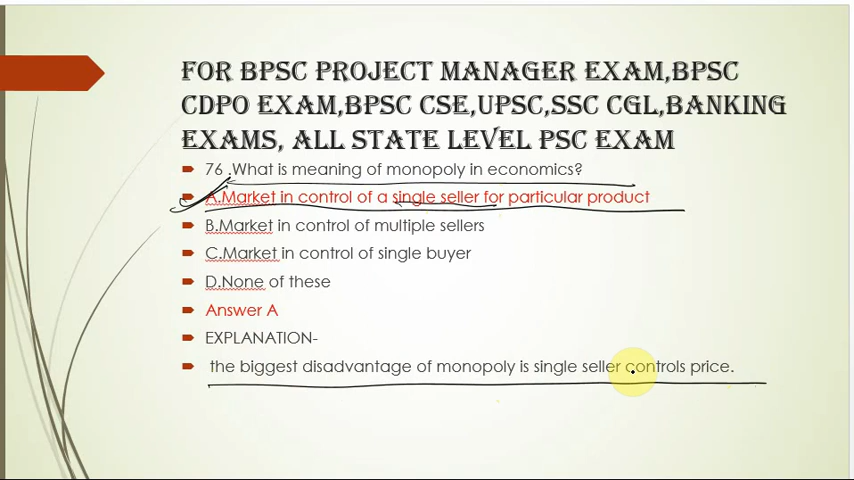 FOR BPSC PROJECT MANAGER EXAM,BPSC
CDPO EXAM,BPSC CSE,UPSC,SSC CGL,BANKING
EXAMS, ALL STATE LEVEL PSC EXAM
76 .What is meaning of monopoly in economics?
A.Market in control of a single seller for particular product
B.Market in control of multiple sellers
C.Market in control of single buyer
D.None of these
Answer A
EXPLANATION-
the biggest disadvantage of monopoly is single seller controls price.